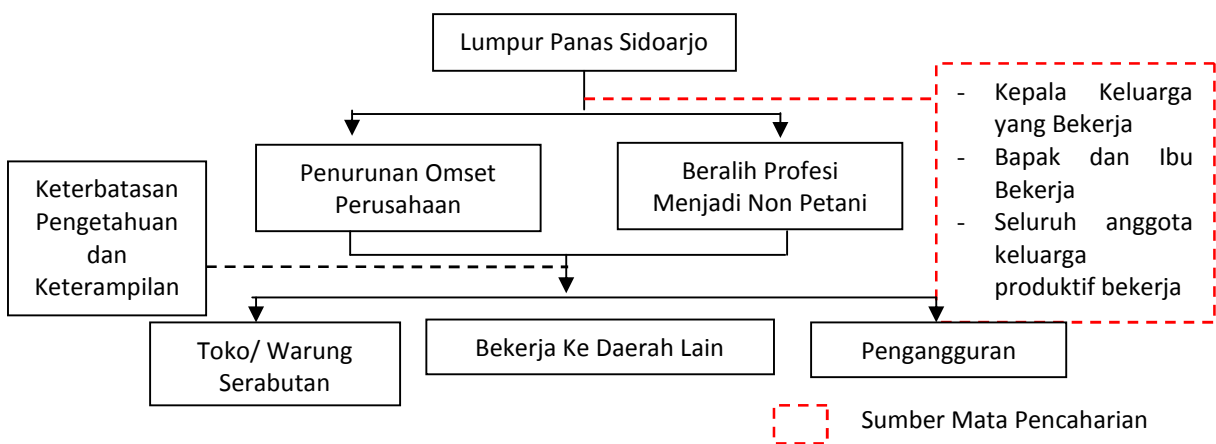 Lumpur Panas Sidoarjo
- Kepala Keluarga
yang Bekerja
- Bapak dan Ibu
Bekerja
- Seluruh anggota
keluarga
produktif bekerja
Penurunan Omset
Perusahaan
Beralih Profesi
Menjadi Non Petani
Keterbatasan
Pengetahuan
dan
Keterampilan
Toko/ Warung
Serabutan
Bekerja Ke Daerah Lain
Pengangguran
Sumber Mata Pencaharian